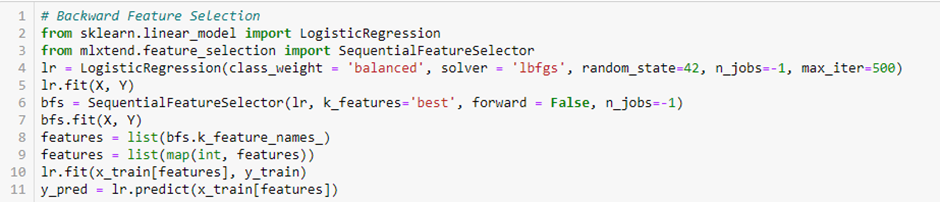 1 # Backward Feature Selection
2 from sklearn.linear_model import LogisticRegression
3 from mlxtend.feature_selection import SequentialFeatureSelector
4 lr = LogisticRegression(class_weight = 'balanced', solver = 'lbfgs', random_state=42, n_jobs=-1, max_iter=500)
5 lr.fit(X, Y)
6 bfs = SequentialFeatureSelector(lr, k_features='best', forward = False, n_jobs=-1)
7 bfs.fit(X, Y)
8 features = list(bfs.k_feature_names_)
9 features = list(map(int, features))
10 lr.fit(x_train[features], y_train)
11 y_pred = lr.predict(x_train[features])